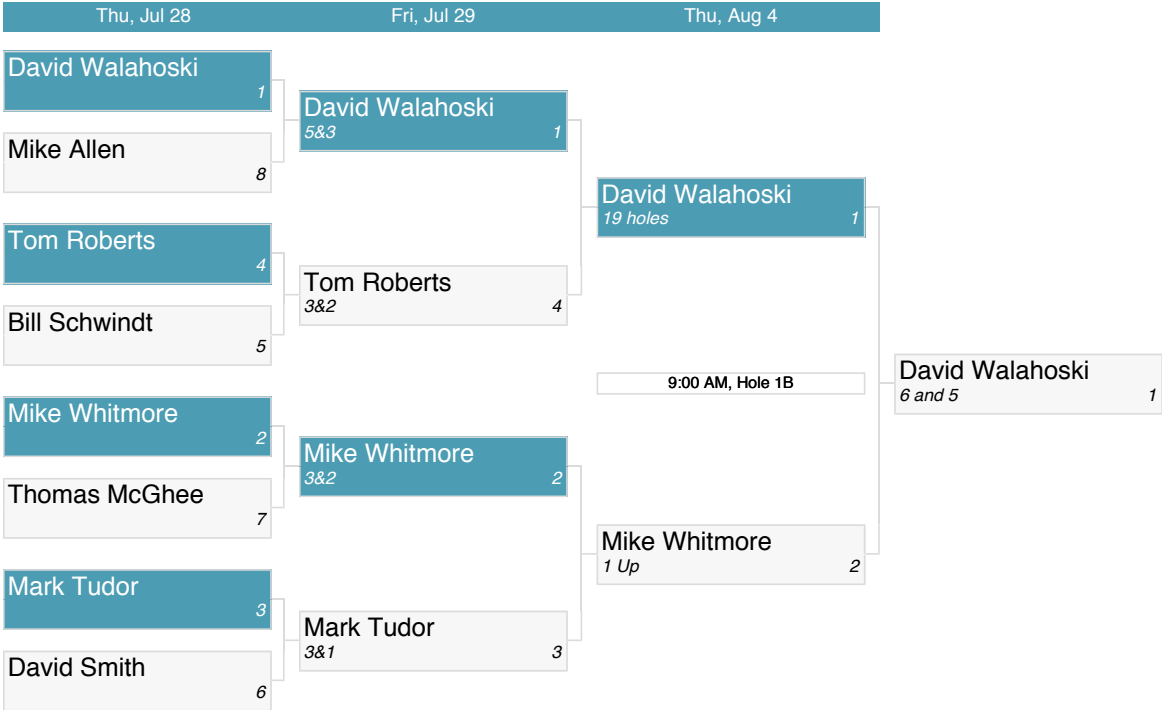 Thu, Jul 28
Fri, Jul 29
Thu, Aug 4
David Walahoski
1
Mike Allen
8
Tom Roberts
4
Bill Schwindt
5
Mike Whitmore
2
Thomas McGhee
7
Mark Tudor
3
David Smith
6
David Walahoski
5&3 1
Tom Roberts
3&2 4
Mike Whitmore
3&2 2
Mark Tudor
3&1 3
David Walahoski
19 holes 1
9:00 AM, Hole 1B
Mike Whitmore
1 Up 2
David Walahoski
6 and 5 1